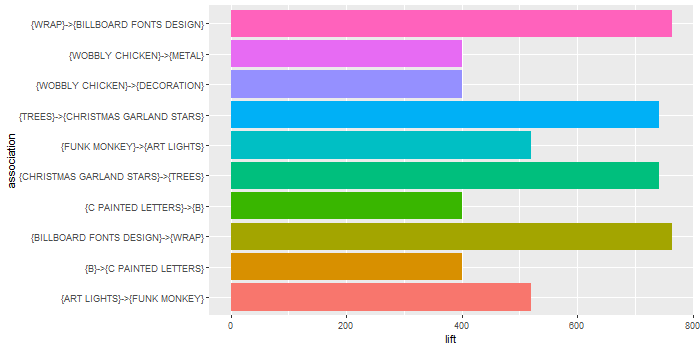 {WRAP}->{BILLBOARD FONTS DESIGN}
{WOBBLY CHICKEN}->{METAL}
{WOBBLY CHICKEN}->{DECORATION}
{TREES}->{CHRISTMAS GARLAND STARS}
{FUNK MONKEY}->{ART LIGHTS}
{CHRISTMAS GARLAND STARS}->{TREES}
{C PAINTED LETTERS}->{B}
{BILLBOARD FONTS DESIGN}->{WRAP}
{B}->{C PAINTED LETTERS}
{ART LIGHTS}->{FUNK MONKEY}
association
0 200 400 600 800
lift